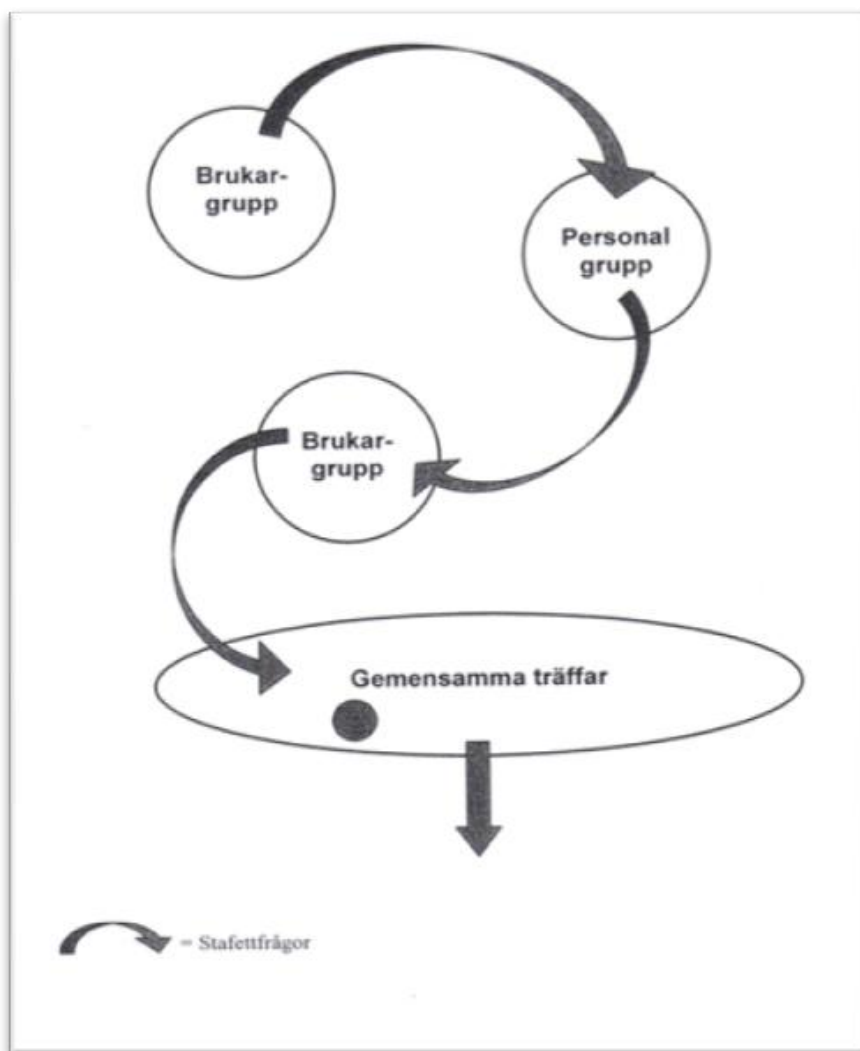 Brukar-
grupp
Personal
grupp
Brukar-
grupp
Gemensamma träffar
= Stafettfrågor